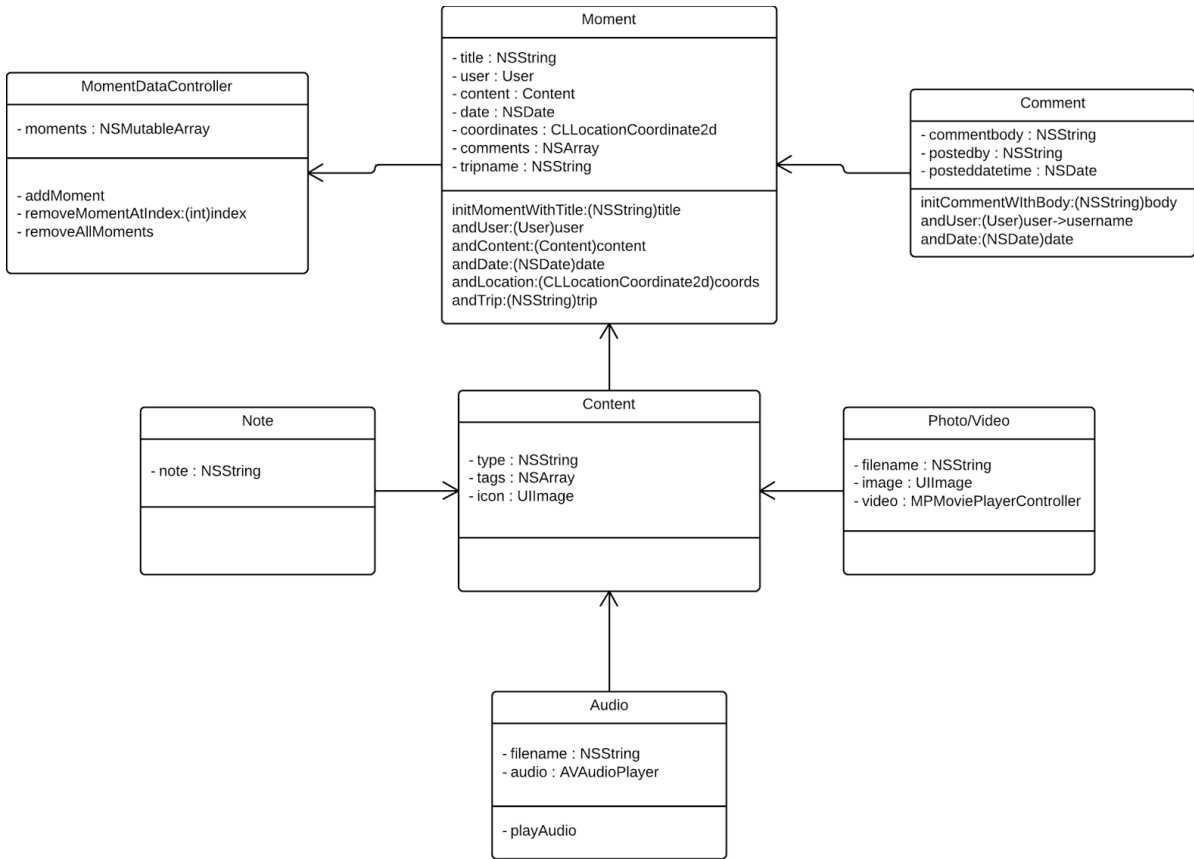 Moment
- title : NSString
- user : User
- content : Content
- date : NSDate
- coordinates : CLLocationCoordinate2d
- comments : NSArray
- tripname : NSString
initMomentWithTitle:(NSString)title
andUser:(User)user
andContent:(Content)content
andDate:(NSDate)date
andLocation:(CLLocationCoordinate2d)coords
andTrip:(NSString)trip
MomentDataController
- moments : NSMutableArray
- addMoment
- removeMomentAtIndex:(int)index
- removeAllMoments
Comment
- commentbody : NSString
- postedby : NSString
- posteddatetime : NSDate
initCommentWIthBody:(NSString)body
andUser:(User)user->username
andDate:(NSDate)date
Note
- note : NSString
Content
- type : NSString
- tags : NSArray
- icon : UIImage
Photo/Video
- filename : NSString
- image : UIImage
- video : MPMoviePlayerController
Audio
- filename : NSString
- audio : AVAudioPlayer
- playAudio